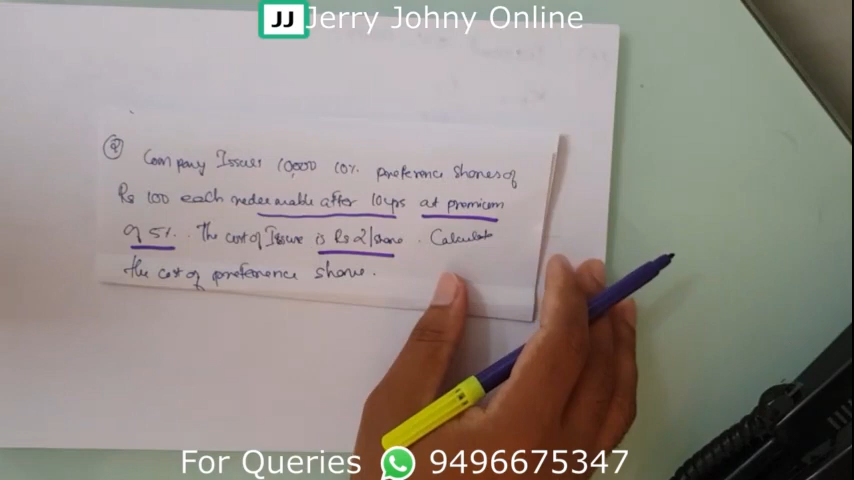 JJ Jerry Johny Online
Q Company Issues 10,000 10% preference shares of
Rs 100 each redeemable after 10 yrs at premium
of 5%. The cost of Issue is Rs 2/share. Calculate
the cost of preference share.
For Queries 9496675347